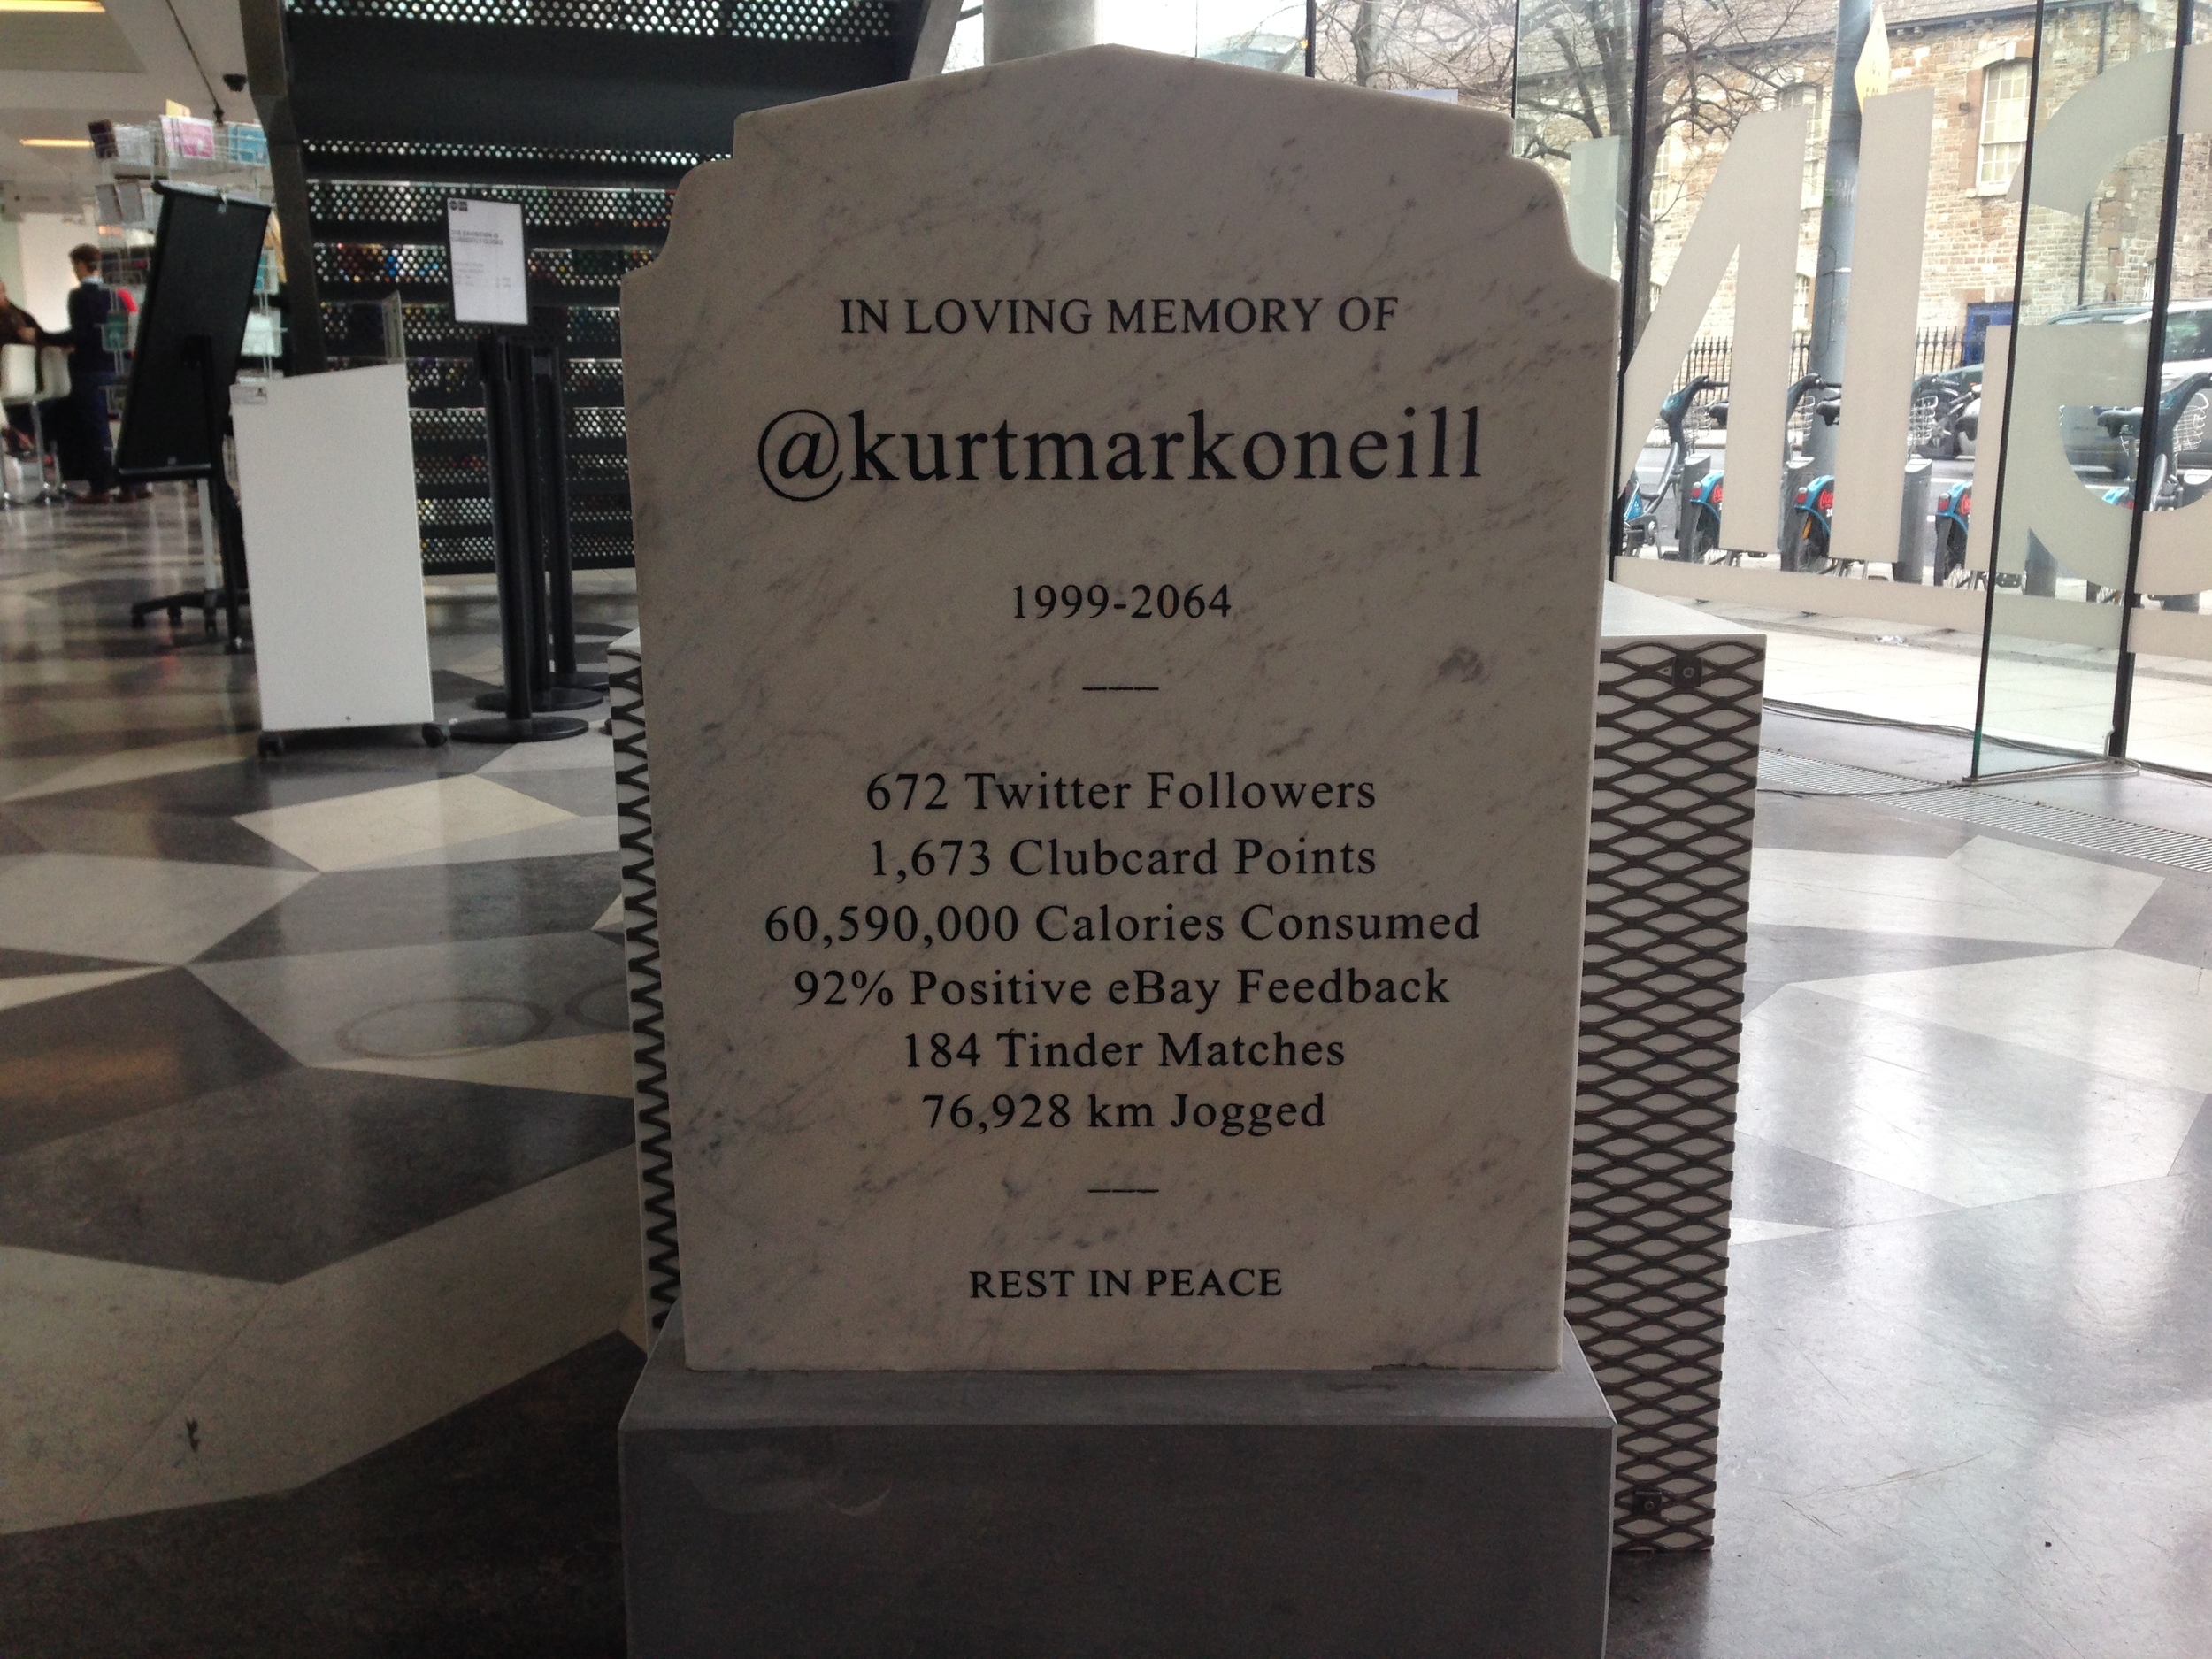 IN LOVING MEMORY OF
@kurtmarkoneill
1999-2064
672 Twitter Followers
1,673 Clubcard Points
60,590,000 Calories Consumed
92% Positive eBay Feedback
184 Tinder Matches
76,928 km Jogged
REST IN PEACE